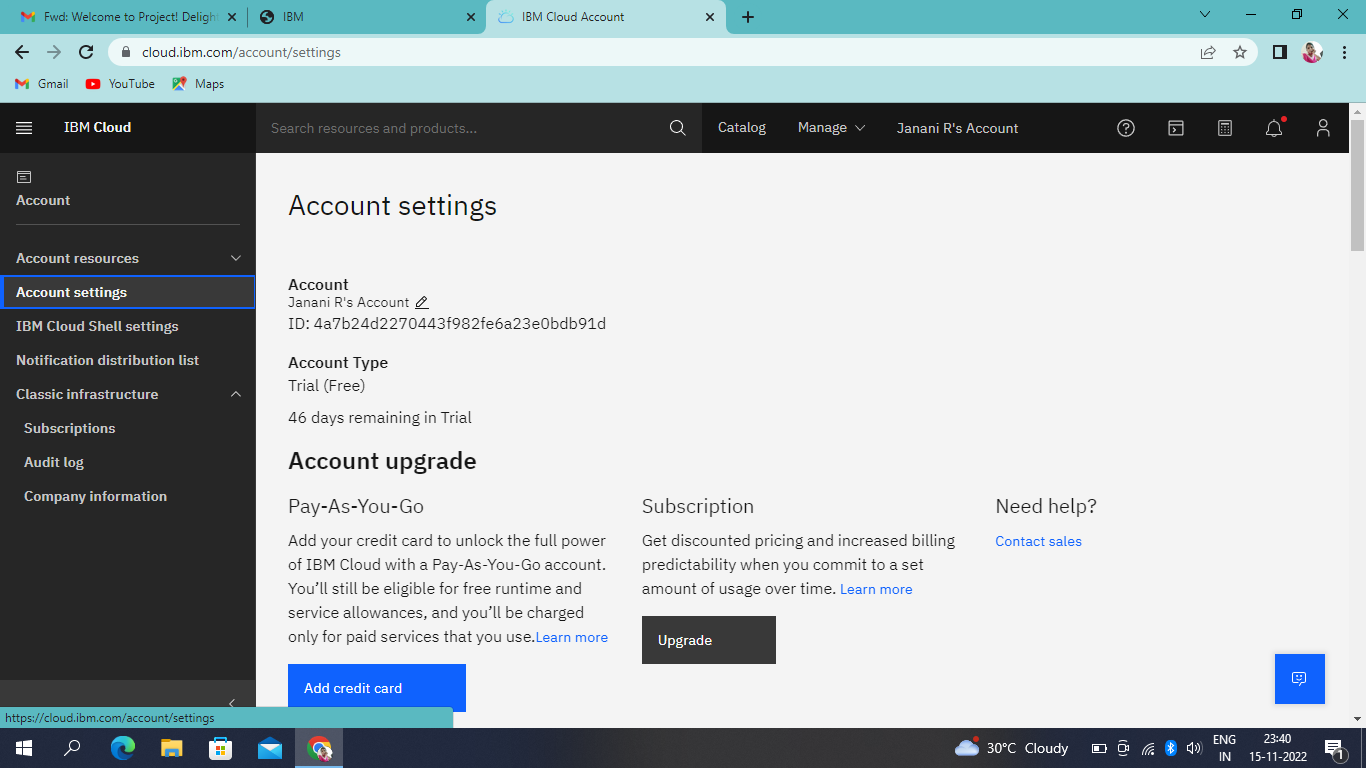 Fwd: Welcome to Project! Delight
IBM
IBM Cloud Account
cloud.ibm.com/account/settings
Gmail
YouTube
Maps
IBM Cloud
Search resources and products...
Catalog
Manage
Janani R's Account
Account
Account resources
Account settings
IBM Cloud Shell settings
Notification distribution list
Classic infrastructure
Subscriptions
Audit log
Company information
Account settings
Account
Janani R's Account
ID: 4a7b24d2270443f982fe6a23e0bdb91d
Account Type
Trial (Free)
46 days remaining in Trial
Account upgrade
Pay-As-You-Go
Add your credit card to unlock the full power
of IBM Cloud with a Pay-As-You-Go account.
You’ll still be eligible for free runtime and
service allowances, and you’ll be charged
only for paid services that you use.Learn more
Add credit card
Subscription
Get discounted pricing and increased billing
predictability when you commit to a set
amount of usage over time. Learn more
Upgrade
Need help?
Contact sales
https://cloud.ibm.com/account/settings
30°C Cloudy
ENG
IN
23:40
15-11-2022
1